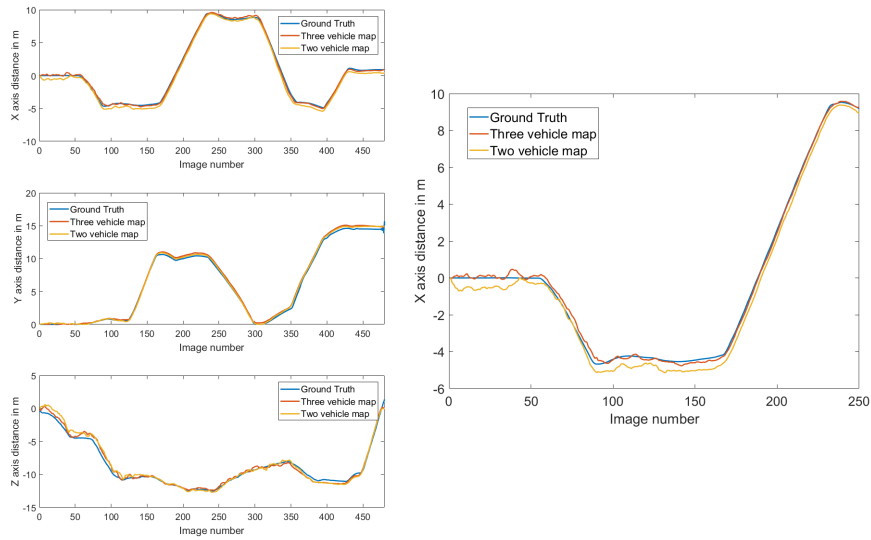 10
5
0
-5
-10
X axis distance in m
Ground Truth
Three vehicle map
Two vehicle map
0 50 100 150 200 250 300 350 400 450
Image number
20
15
10
5
0
Y axis distance in m
Ground Truth
Three vehicle map
Two vehicle map
0 50 100 150 200 250 300 350 400 450
Image number
5
0
-5
-10
-15
Z axis distance in m
Ground Truth
Three vehicle map
Two vehicle map
0 50 100 150 200 250 300 350 400 450
Image number
10
8
6
4
2
0
-2
-4
-6
X axis distance in m
Ground Truth
Three vehicle map
Two vehicle map
0 50 100 150 200 250
Image number